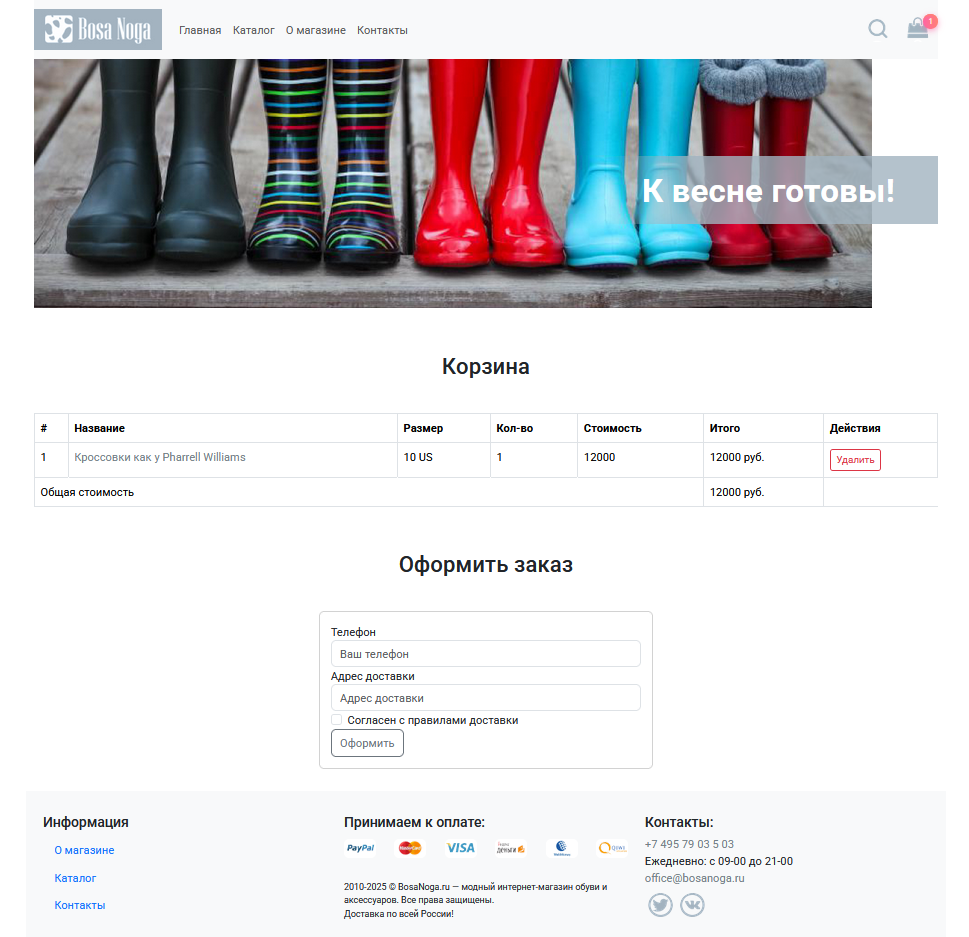 Bosa Noga
Главная Каталог О магазине Контакты
1
К весне готовы!
Корзина
# Название Размер Кол-во Стоимость Итого Действия
1 Кроссовки как у Pharrell Williams 10 US 1 12000 12000 руб. Удалить
Общая стоимость 12000 руб.
Оформить заказ
Телефон
Ваш телефон
Адрес доставки
Адрес доставки
Согласен с правилами доставки
Оформить
Информация
О магазине
Каталог
Контакты
Принимаем к оплате:
PayPal MasterCard VISA Яндекс ДЕНЬГИ WebMoney QIWI
2010-2025 © BosaNoga.ru — модный интернет-магазин обуви и
аксессуаров. Все права защищены.
Доставка по всей России!
Контакты:
+7 495 79 03 5 03
Ежедневно: с 09-00 до 21-00
office@bosanoga.ru